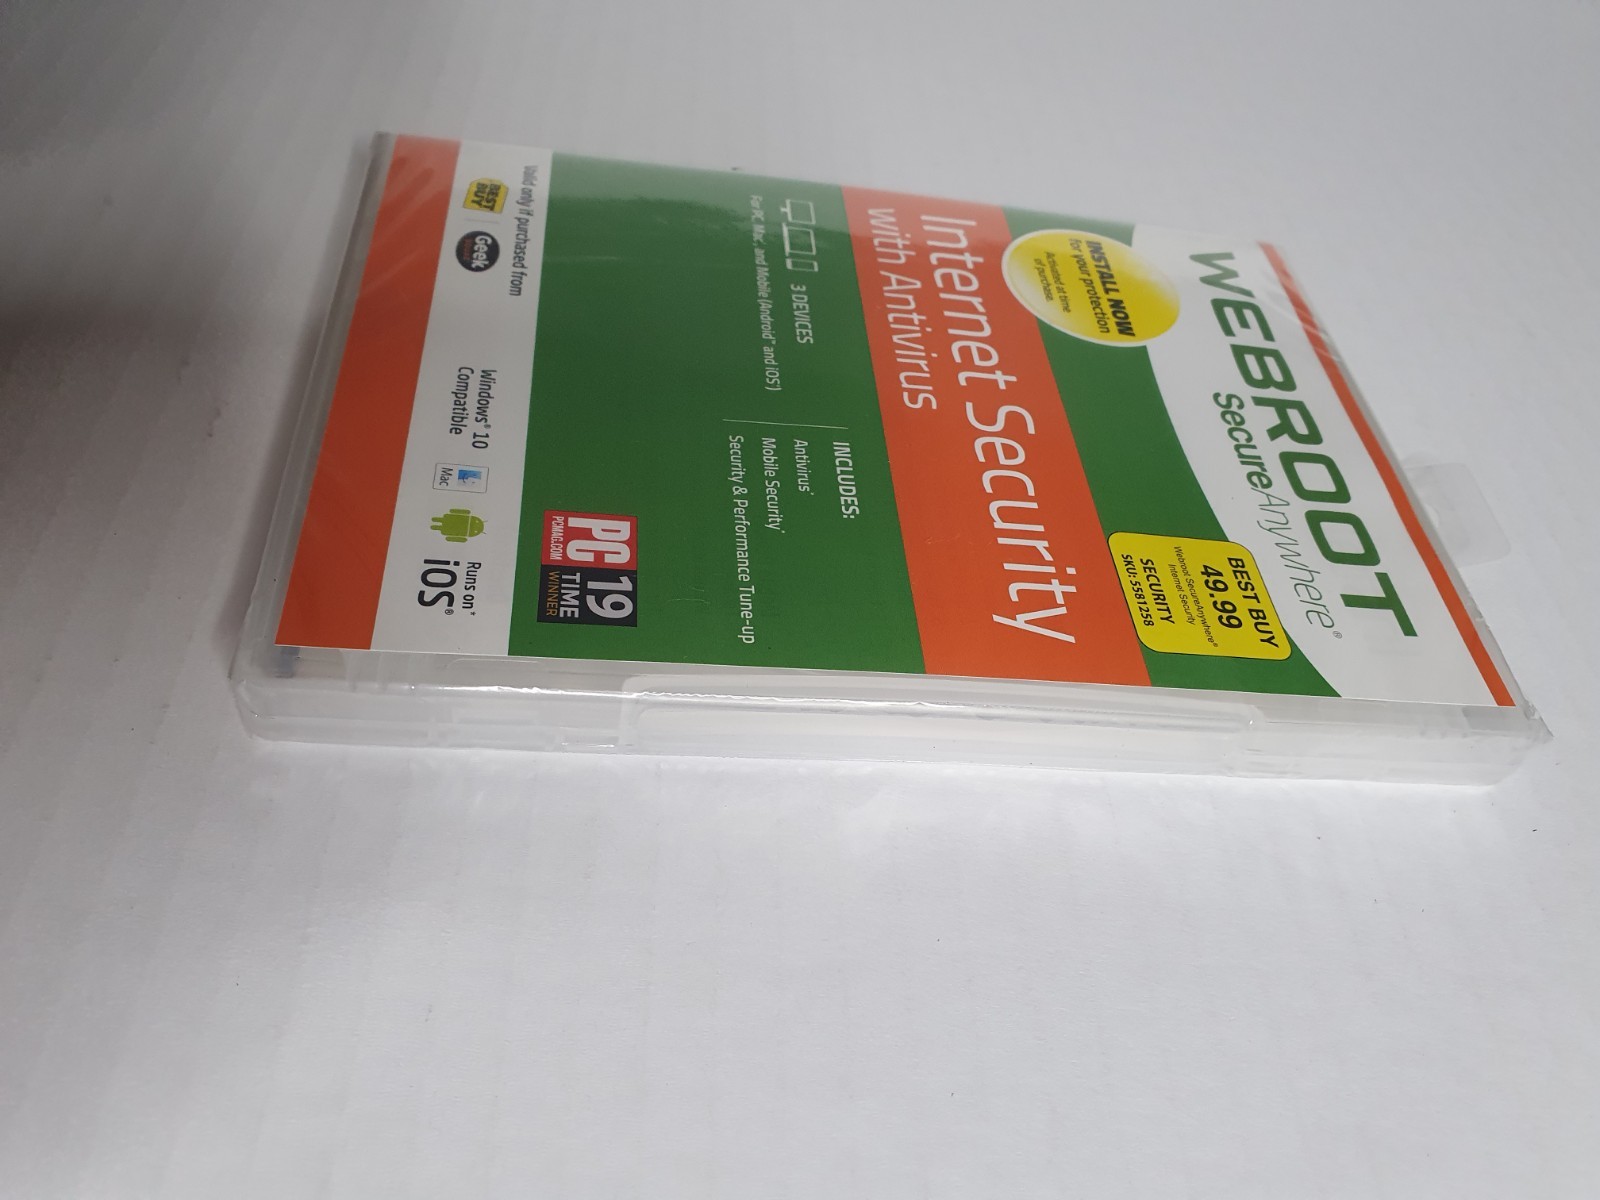 WEBROOT
SecureAnywhere®
BEST BUY
49.99
Webroot SecureAnywhere®
Internet Security
SECURITY
SKU: 5581258
INSTALL NOW
For your protection
Activated at time
of purchase.
Internet Security
with Antivirus
3 DEVICES
For PC, Mac®, and Mobile (Android™ and iOS®)
INCLUDES:
Antivirus*
Mobile Security*
Security & Performance Tune-up
PC
PCMAG.COM
19
TIME
WINNER
Valid only if purchased from
BEST
BUY
Geek
Windows® 10
Compatible
Mac
Runs on*
iOS®